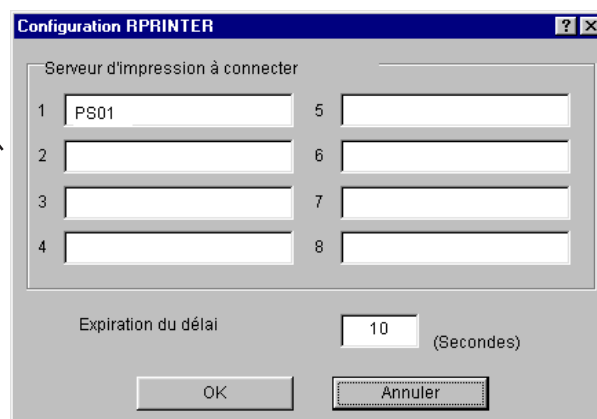 Configuration RPRINTER
Serveur d'impression à connecter
1 PS01 5
2 6
3 7
4 8
Expiration du délai 10 (Secondes)
OK Annuler